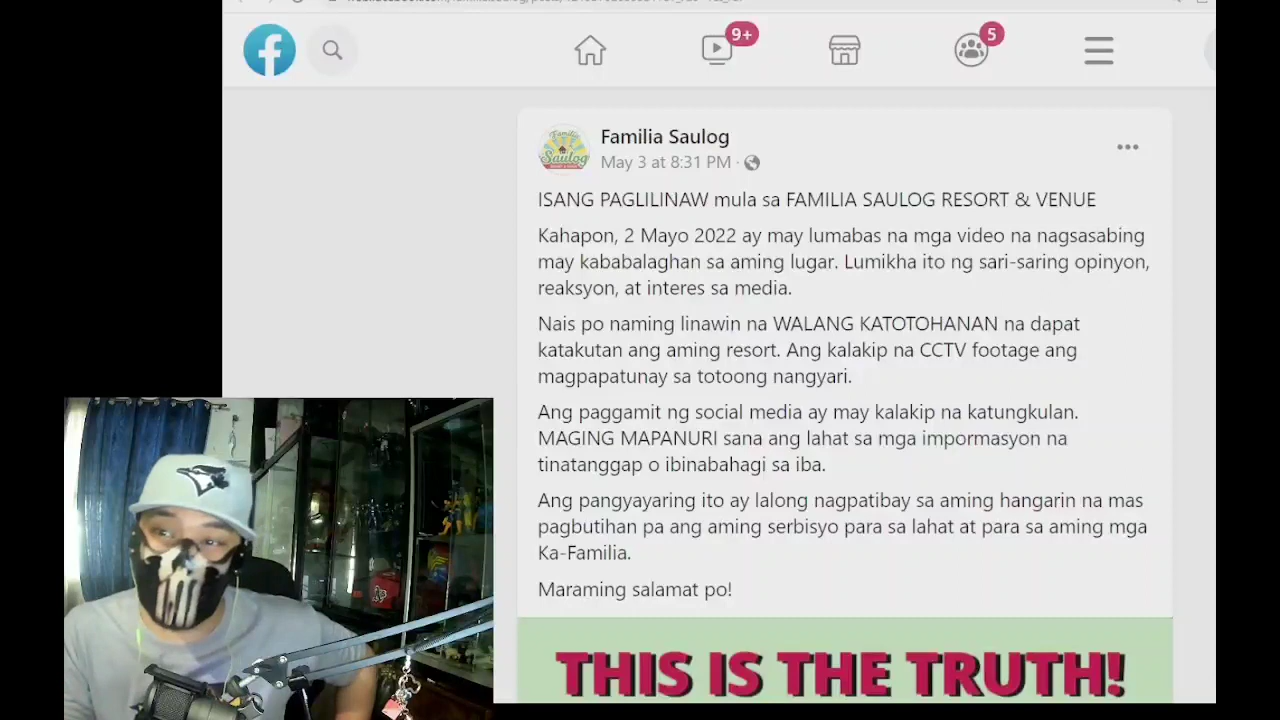 9+
5
Familia Saulog
May 3 at 8:31 PM ·
ISANG PAGLILINAW mula sa FAMILIA SAULOG RESORT & VENUE
Kahapon, 2 Mayo 2022 ay may lumabas na mga video na nagsasabing
may kababalaghan sa aming lugar. Lumikha ito ng sari-saring opinyon,
reaksyon, at interes sa media.
Nais po naming linawin na WALANG KATOTOHANAN na dapat
katakutan ang aming resort. Ang kalakip na CCTV footage ang
magpapatunay sa totoong nangyari.
Ang paggamit ng social media ay may kalakip na katungkulan.
MAGING MAPANURI sana ang lahat sa mga impormasyon na
tinatanggap o ibinabahagi sa iba.
Ang pangyayaring ito ay lalong nagpatibay sa aming hangarin na mas
pagbutihan pa ang aming serbisyo para sa lahat at para sa aming mga
Ka-Familia.
Maraming salamat po!
THIS IS THE TRUTH!
Familia
Saulog